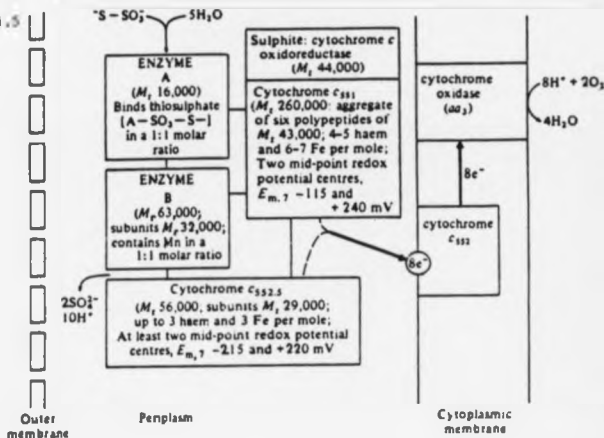 .5
⁻S – SO₃⁻
5H₂O
ENZYME
A
(Mᵣ 16,000)
Binds thiosulphate
[A—SO₃—S—]
in a 1:1 molar
ratio
ENZYME
B
(Mᵣ 63,000;
subunits Mᵣ 32,000;
contains Mn in a
1:1 molar ratio
2SO₄²⁻
10H⁺
Sulphite: cytochrome c
oxidoreductase
(Mᵣ 44,000)
Cytochrome c₅₅₁
(Mᵣ 260,000: aggregate
of six polypeptides of
Mᵣ 43,000; 4–5 haem
and 6–7 Fe per mole;
Two mid-point redox
potential centres,
Eₘ,₇ −115 and
+240 mV
Cytochrome c₅₅₂.₅
(Mᵣ 56,000; subunits Mᵣ 29,000;
up to 3 haem and 3 Fe per mole;
At least two mid-point redox potential
centres, Eₘ,₇ −215 and +220 mV
cytochrome
oxidase
(aa₃)
8H⁺ + 2O₂
4H₂O
8e⁻
cytochrome
c₅₅₂
8e⁻
Outer
membrane
Periplasm
Cytoplasmic
membrane